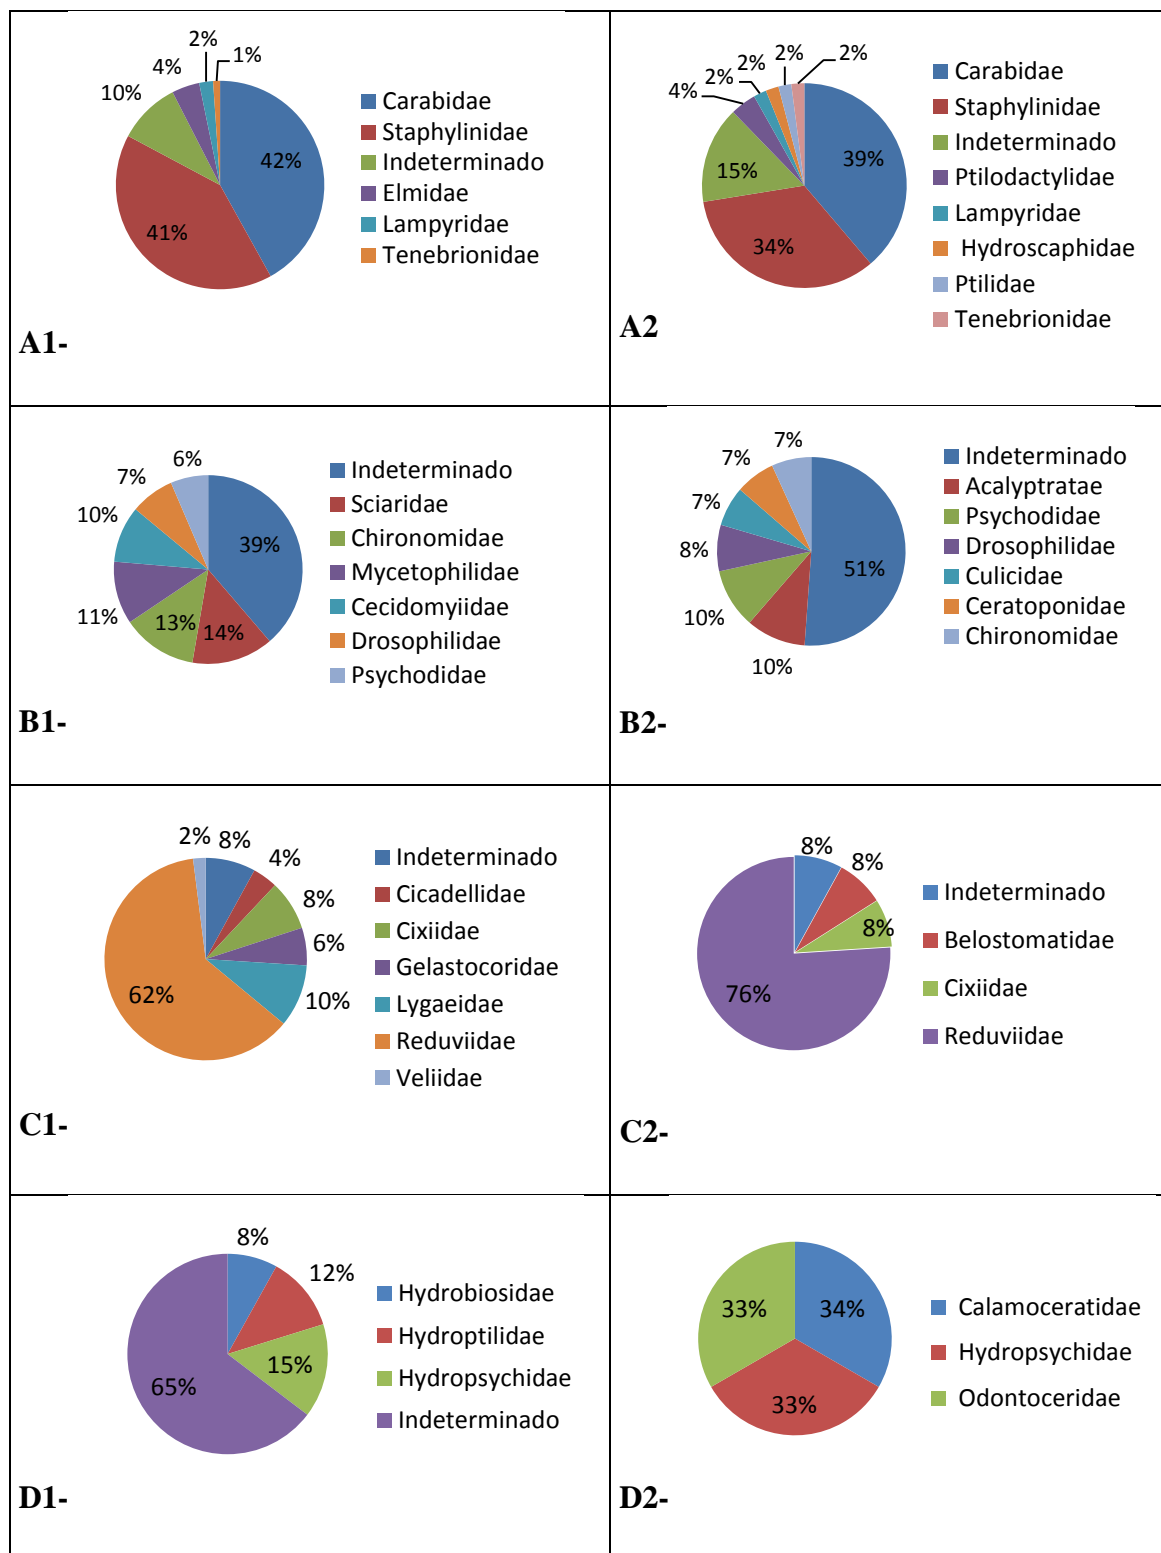 2%
1%
4%
10%
42%
41%
Carabidae
Staphylinidae
Indeterminado
Elmidae
Lampyridae
Tenebrionidae
A1-
2%
2%
2%
2%
4%
15%
39%
34%
Carabidae
Staphylinidae
Indeterminado
Ptilodactylidae
Lampyridae
Hydroscaphidae
Ptilidae
Tenebrionidae
A2
6%
7%
10%
39%
11%
13%
14%
Indeterminado
Sciaridae
Chironomidae
Mycetophilidae
Cecidomyiidae
Drosophilidae
Psychodidae
B1-
7%
7%
7%
8%
51%
10%
10%
Indeterminado
Acalyptratae
Psychodidae
Drosophilidae
Culicidae
Ceratoponidae
Chironomidae
B2-
2%
8%
4%
8%
6%
10%
62%
Indeterminado
Cicadellidae
Cixiidae
Gelastocoridae
Lygaeidae
Reduviidae
Veliidae
C1-
8%
8%
8%
76%
Indeterminado
Belostomatidae
Cixiidae
Reduviidae
C2-
8%
12%
15%
65%
Hydrobiosidae
Hydroptilidae
Hydropsychidae
Indeterminado
D1-
33%
34%
33%
Calamoceratidae
Hydropsychidae
Odontoceridae
D2-